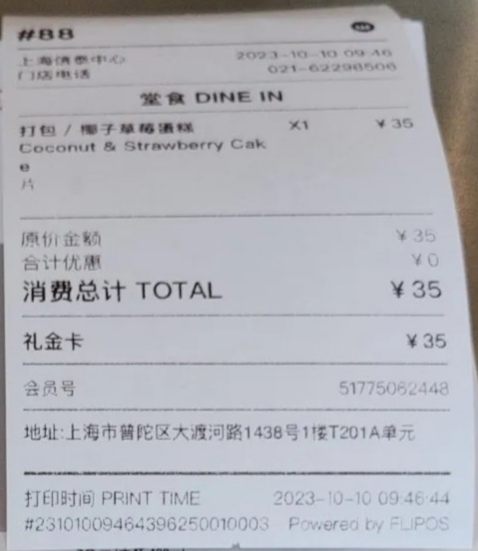 #88
上海信泰中心 2023-10-10 09:46
门店电话 021-62298506
堂食 DINE IN
打包 / 椰子草莓蛋糕 X1 ¥35
Coconut & Strawberry Cak
e
片
原价金额 ¥35
合计优惠 ¥0
消费总计 TOTAL ¥35
礼金卡 ¥35
会员号 51775062448
地址:上海市普陀区大渡河路1438号1楼T201A单元
打印时间 PRINT TIME 2023-10-10 09:46:44
#23101009464396250010003 Powered by FLIPOS